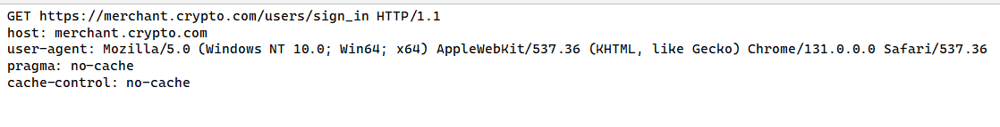 GET https://merchant.crypto.com/users/sign_in HTTP/1.1
host: merchant.crypto.com
user-agent: Mozilla/5.0 (Windows NT 10.0; Win64; x64) AppleWebKit/537.36 (KHTML, like Gecko) Chrome/131.0.0.0 Safari/537.36
pragma: no-cache
cache-control: no-cache